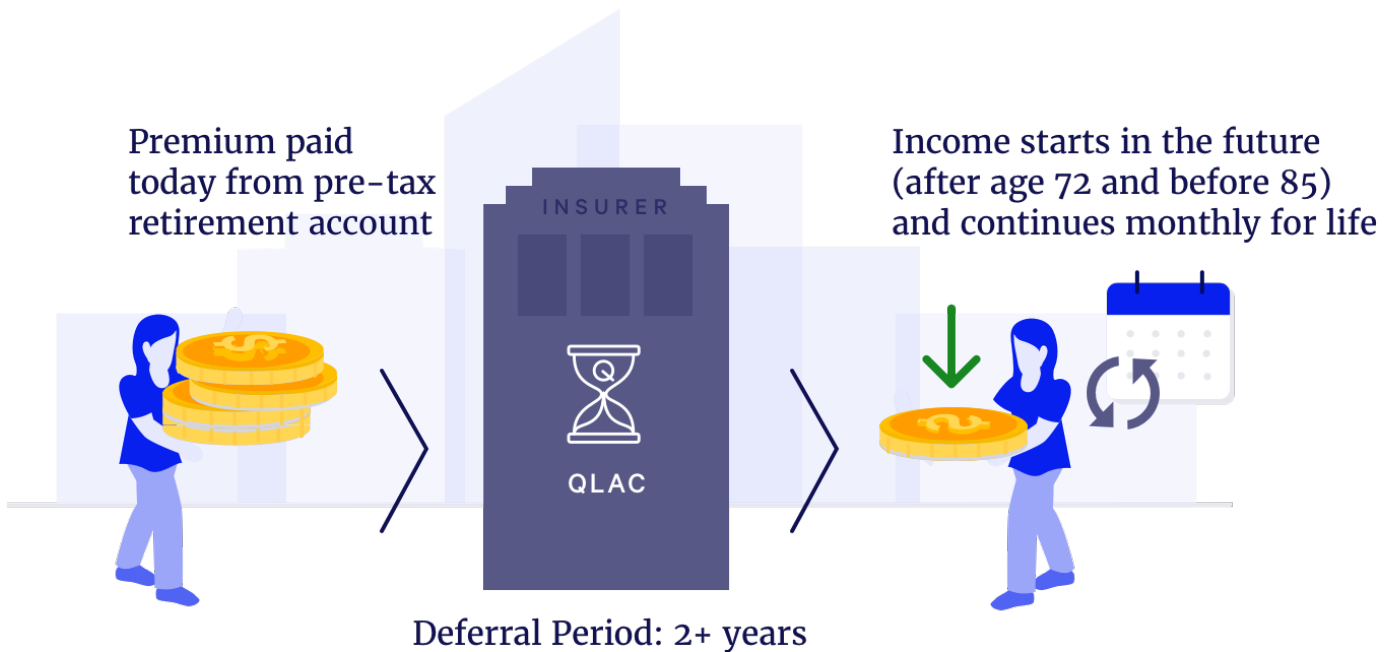 Premium paid
today from pre-tax
retirement account
INSURER
Q
QLAC
Deferral Period: 2+ years
Income starts in the future
(after age 72 and before 85)
and continues monthly for life